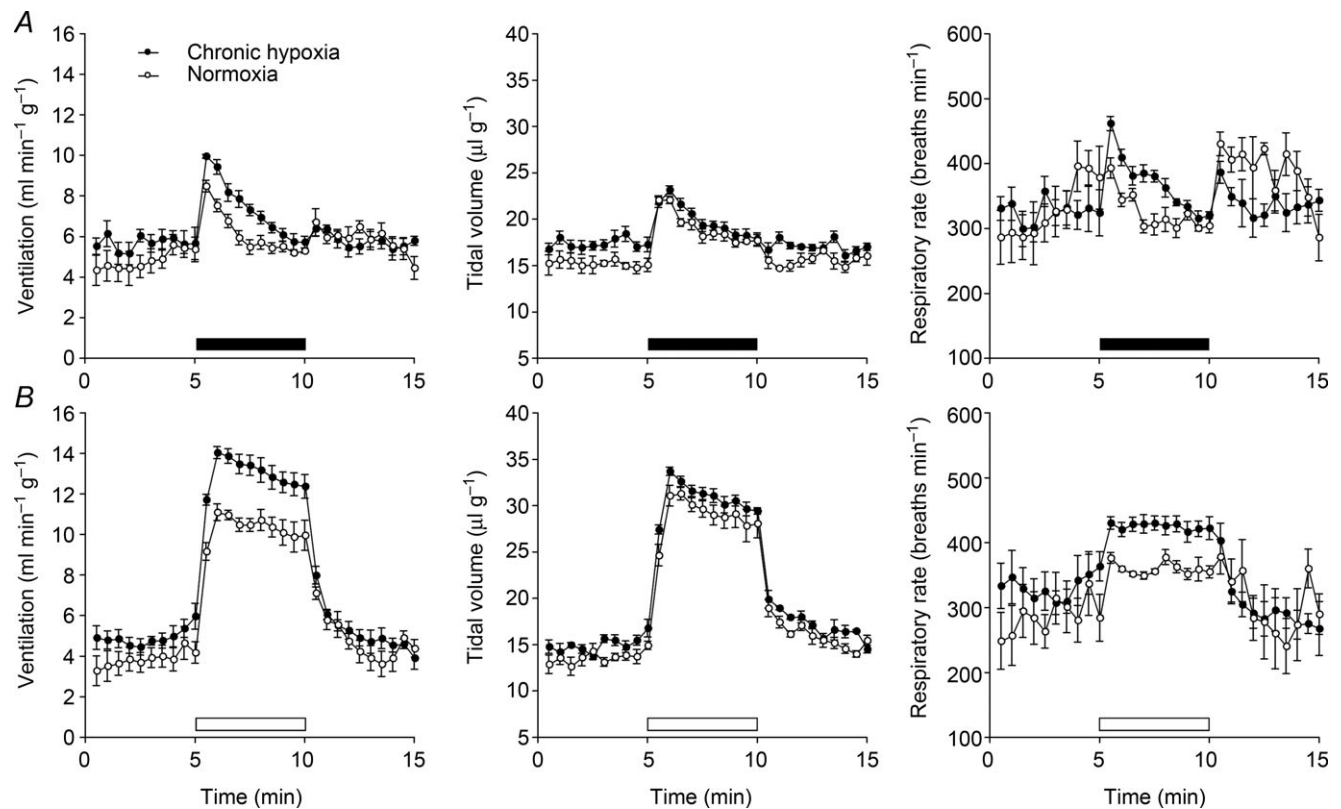 A
Chronic hypoxia
Normoxia
Ventilation (ml min⁻¹ g⁻¹)
16
14
12
10
8
6
4
2
0
0 5 10 15
Tidal volume (µl g⁻¹)
40
35
30
25
20
15
10
5
0 5 10 15
Respiratory rate (breaths min⁻¹)
600
500
400
300
200
100
0 5 10 15
B
Ventilation (ml min⁻¹ g⁻¹)
16
14
12
10
8
6
4
2
0
0 5 10 15
Time (min)
Tidal volume (µl g⁻¹)
40
35
30
25
20
15
10
5
0 5 10 15
Time (min)
Respiratory rate (breaths min⁻¹)
600
500
400
300
200
100
0 5 10 15
Time (min)